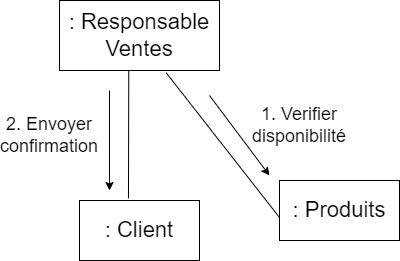 : Responsable
Ventes
1. Verifier
disponibilité
2. Envoyer
confirmation
: Client
: Produits